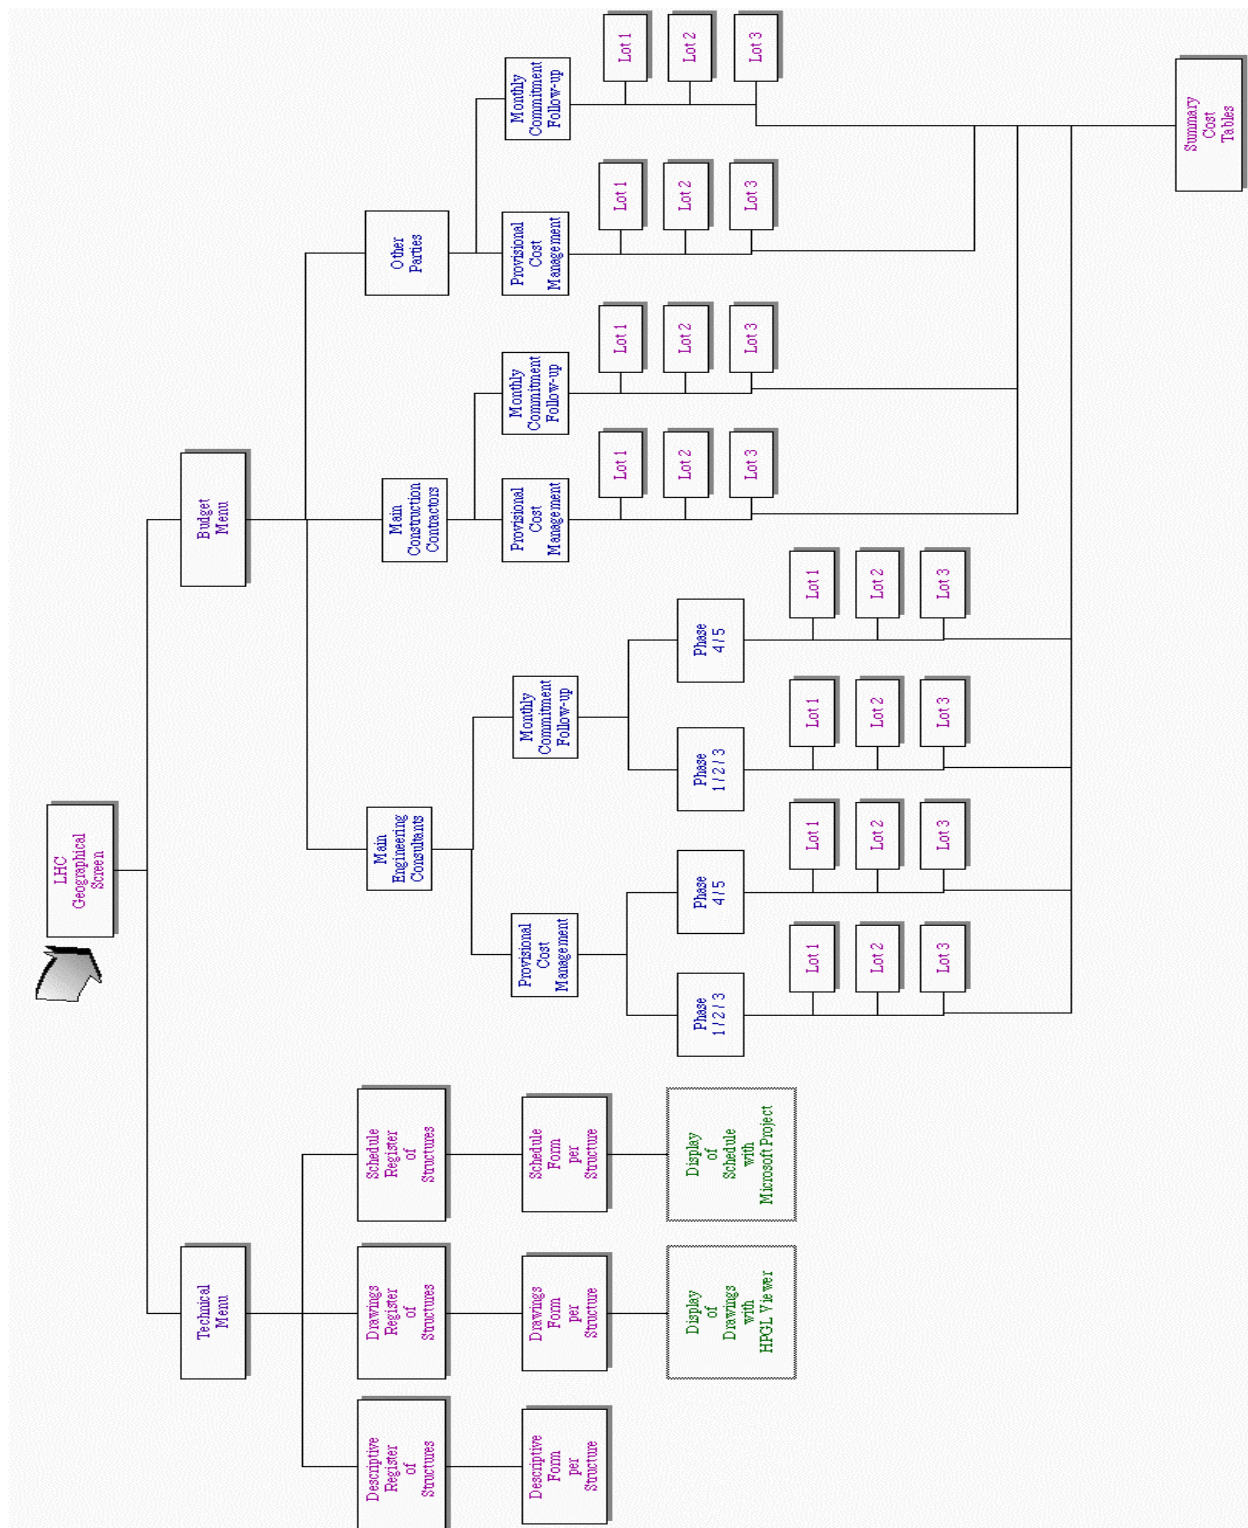 LHC
Geographical
Screen
Technical
Menu
Budget
Menu
Descriptive
Register
of
Structures
Drawings
Register
of
Structures
Schedule
Register
of
Structures
Main
Engineering
Consultants
Main
Construction
Contractors
Other
Parties
Descriptive
Form
per
Structure
Drawings
Form
per
Structure
Schedule
Form
per
Structure
Provisional
Cost
Management
Monthly
Commitment
Follow-up
Provisional
Cost
Management
Monthly
Commitment
Follow-up
Provisional
Cost
Management
Monthly
Commitment
Follow-up
Display
of
Drawings
with
HPGL Viewer
Display
of
Schedule
with
Microsoft Project
Phase
1 / 2 / 3
Phase
4 / 5
Phase
1 / 2 / 3
Phase
4 / 5
Lot 1
Lot 2
Lot 3
Lot 1
Lot 2
Lot 3
Lot 1
Lot 2
Lot 3
Lot 1
Lot 2
Lot 3
Lot 1
Lot 2
Lot 3
Lot 1
Lot 2
Lot 3
Lot 1
Lot 2
Lot 3
Lot 1
Lot 2
Lot 3
Summary
Cost
Tables